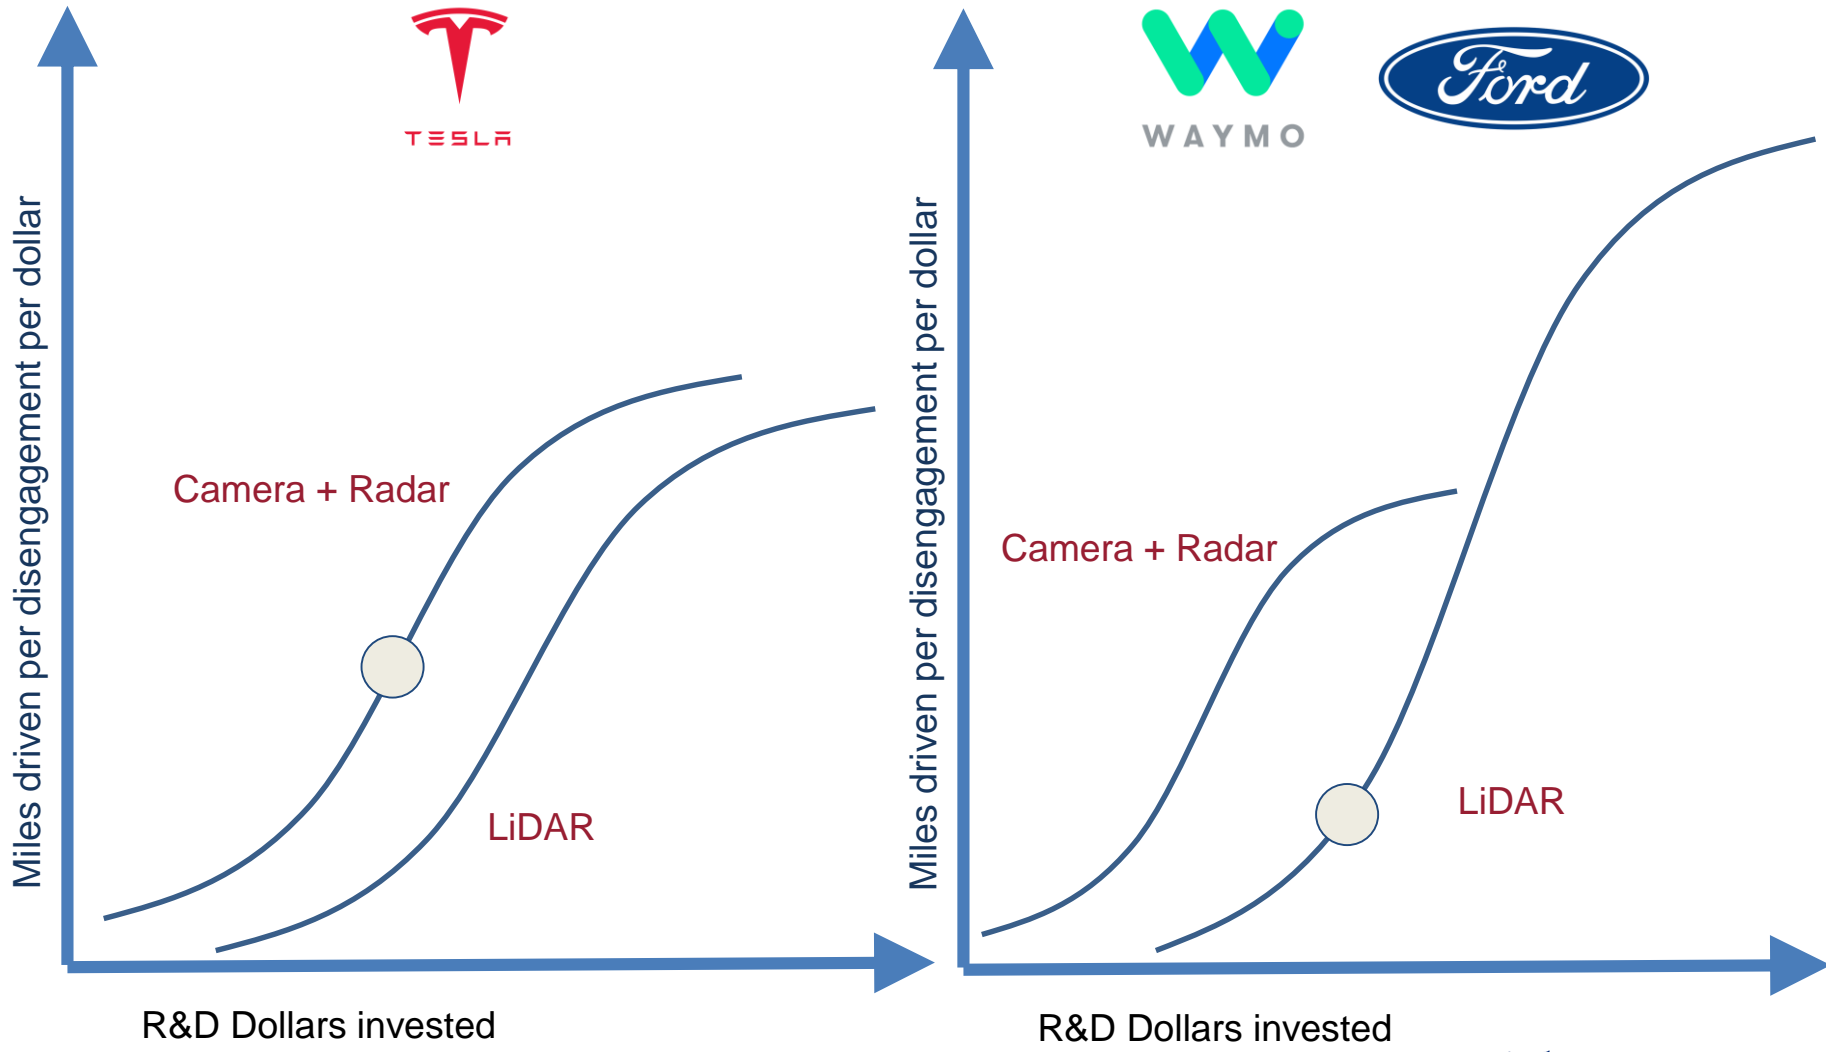 TESLA
Miles driven per disengagement per dollar
Camera + Radar
LiDAR
R&D Dollars invested
WAYMO
Ford
Miles driven per disengagement per dollar
Camera + Radar
LiDAR
R&D Dollars invested